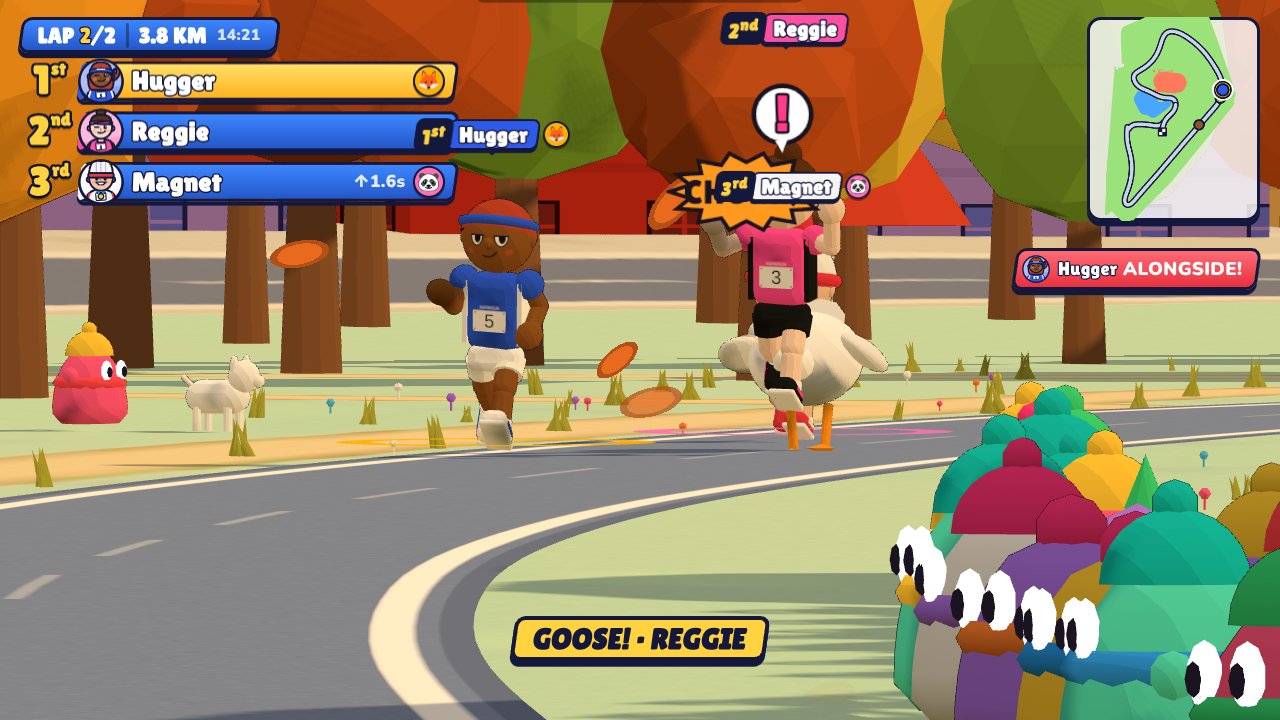 LAP 2/2 3.8 KM 14:21
1st Hugger
2nd Reggie
1st Hugger
3rd Magnet ↑1.6s
2nd Reggie
!
3rd Magnet
5
3
Hugger ALONGSIDE!
GOOSE! · REGGIE